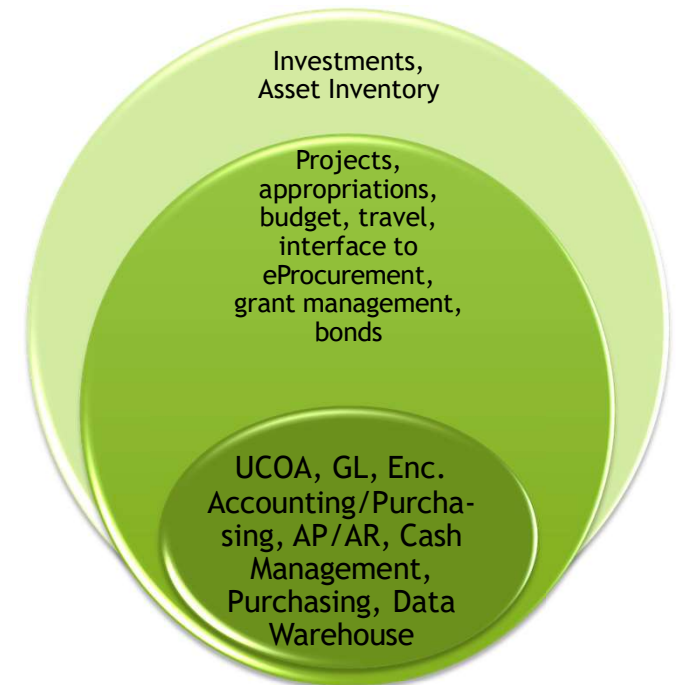 Investments,
Asset Inventory
Projects,
appropriations,
budget, travel,
interface to
eProcurement,
grant management,
bonds
UCOA, GL, Enc.
Accounting/Purcha-
sing, AP/AR, Cash
Management,
Purchasing, Data
Warehouse